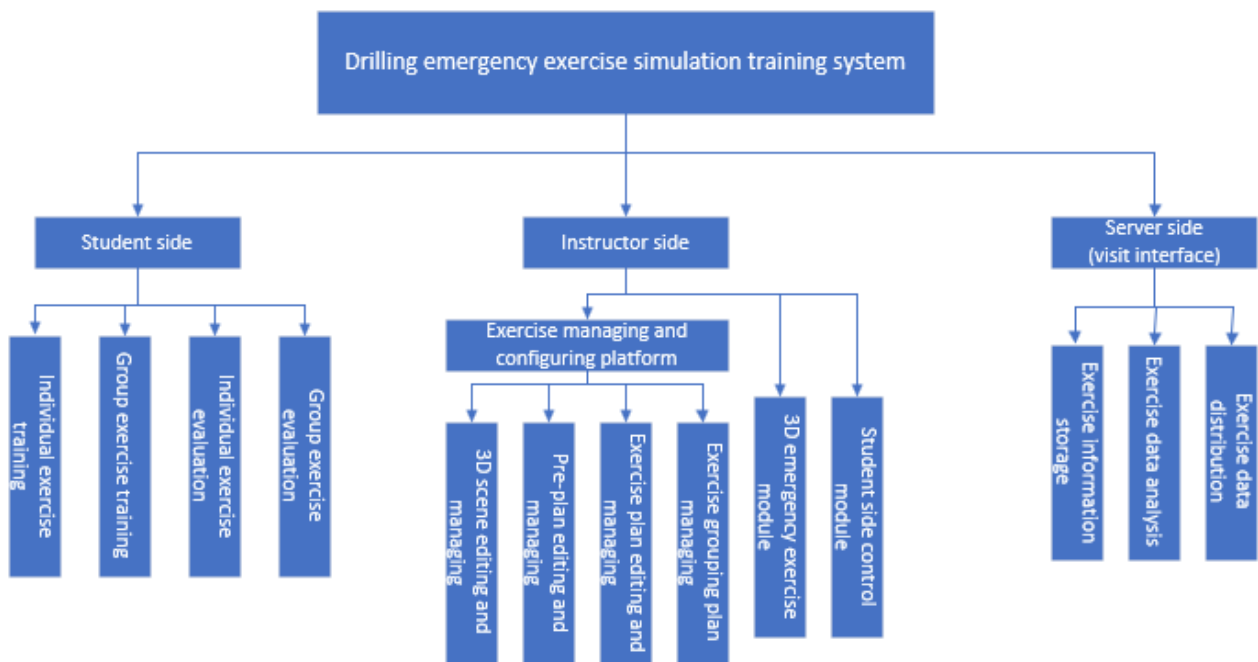 Drilling emergency exercise simulation training system
Student side
Instructor side
Server side
(visit interface)
Exercise managing and
configuring platform
Individual exercise
training
Group exercise training
Individual exercise
evaluation
Group exercise
evaluation
3D scene editing and
managing
Pre-plan editing and
managing
Exercise plan editing and
managing
Exercise grouping plan
managing
3D emergency exercise
module
Student side control
module
Exercise information
storage
Exercise data analysis
Exercise data
distribution